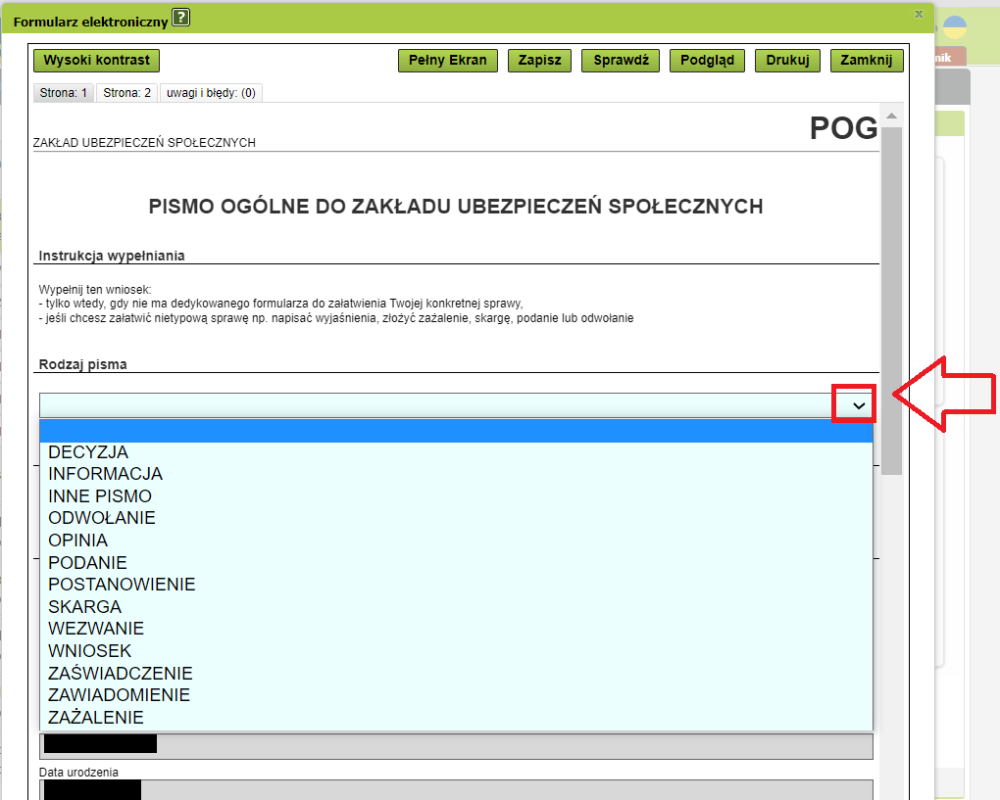 Formularz elektroniczny ?
x
Wysoki kontrast Pełny Ekran Zapisz Sprawdź Podgląd Drukuj Zamknij
nik
Strona: 1 Strona: 2 uwagi i błędy: (0)
POG
ZAKŁAD UBEZPIECZEŃ SPOŁECZNYCH
PISMO OGÓLNE DO ZAKŁADU UBEZPIECZEŃ SPOŁECZNYCH
Instrukcja wypełniania
Wypełnij ten wniosek:
- tylko wtedy, gdy nie ma dedykowanego formularza do załatwienia Twojej konkretnej sprawy,
- jeśli chcesz załatwić nietypową sprawę np. napisać wyjaśnienia, złożyć zażalenie, skargę, podanie lub odwołanie
Rodzaj pisma
DECYZJA
INFORMACJA
INNE PISMO
ODWOŁANIE
OPINIA
PODANIE
POSTANOWIENIE
SKARGA
WEZWANIE
WNIOSEK
ZAŚWIADCZENIE
ZAWIADOMIENIE
ZAŻALENIE
Data urodzenia